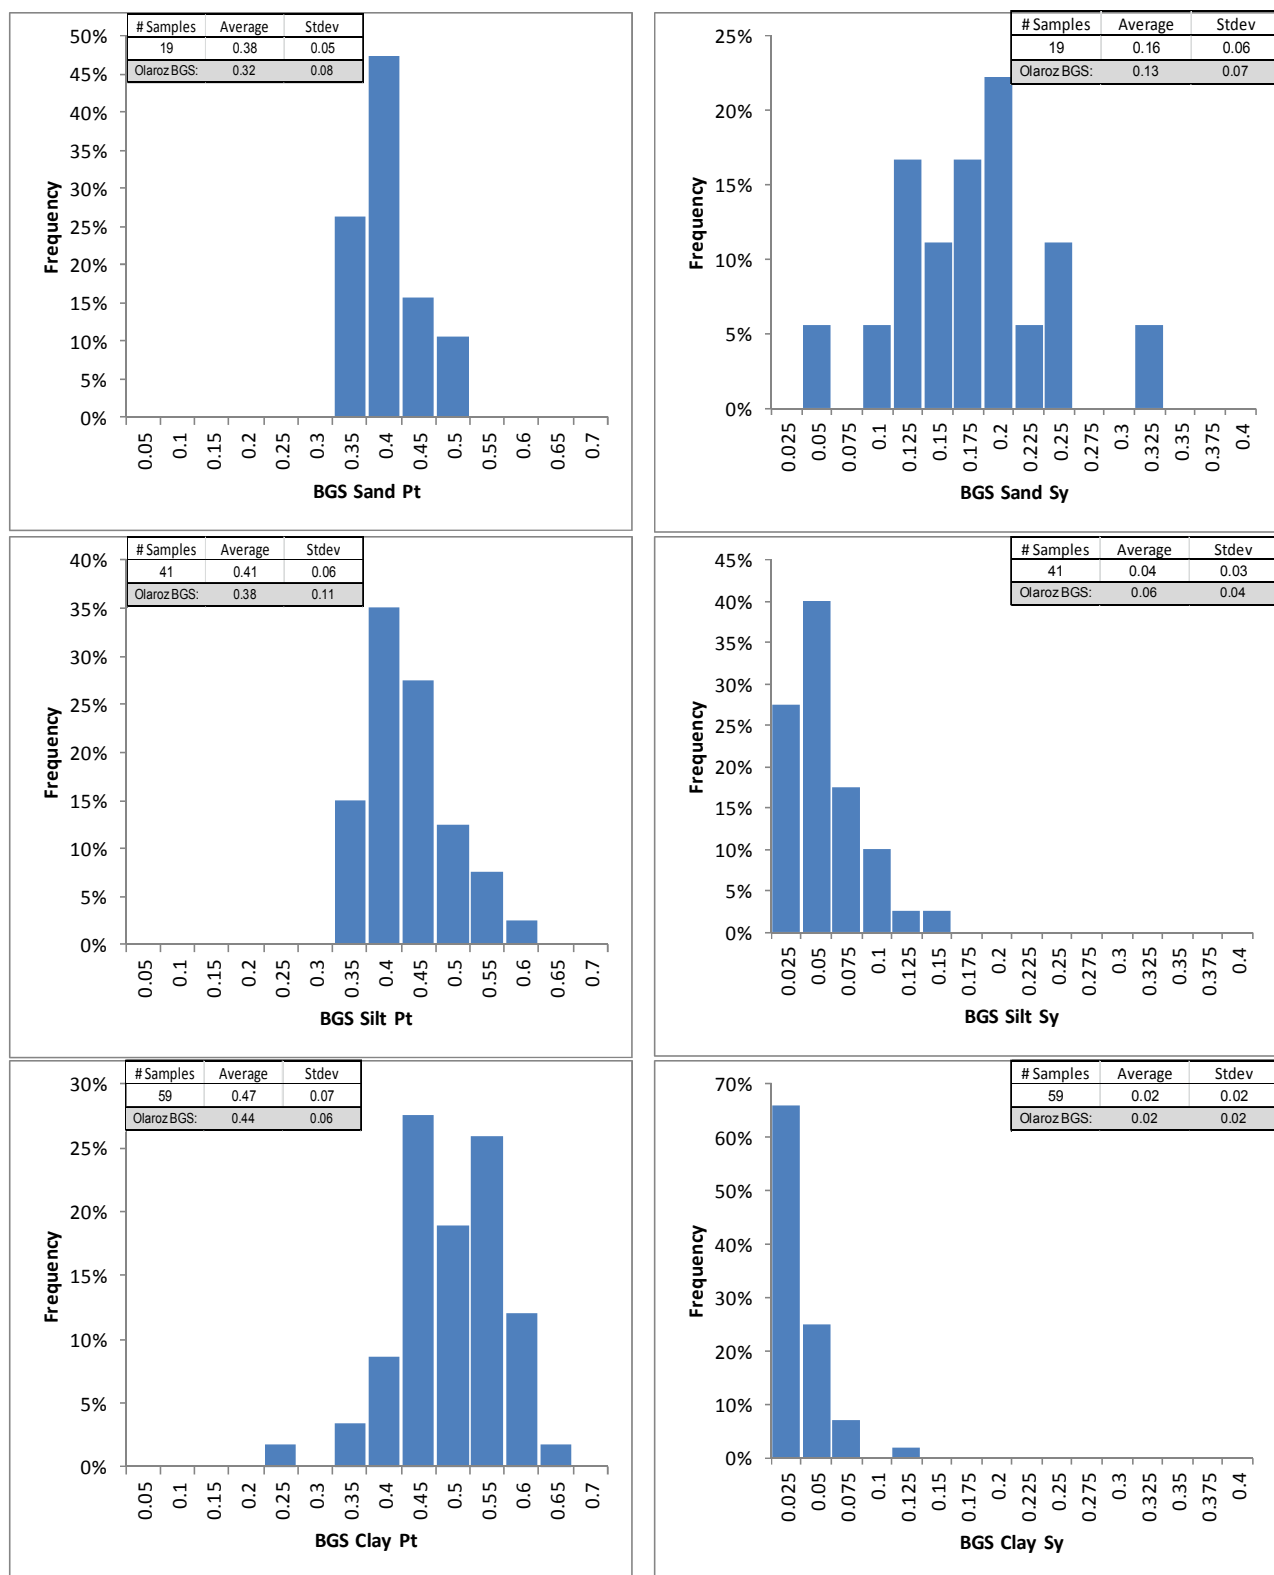 # Samples Average Stdev
19 0.38 0.05
Olaroz BGS: 0.32 0.08
50%
45%
40%
35%
30%
25%
20%
15%
10%
5%
0%
Frequency
0.05 0.1 0.15 0.2 0.25 0.3 0.35 0.4 0.45 0.5 0.55 0.6 0.65 0.7
BGS Sand Pt
# Samples Average Stdev
19 0.16 0.06
Olaroz BGS: 0.13 0.07
25%
20%
15%
10%
5%
0%
Frequency
0.025 0.05 0.075 0.1 0.125 0.15 0.175 0.2 0.225 0.25 0.275 0.3 0.325 0.35 0.375 0.4
BGS Sand Sy
# Samples Average Stdev
41 0.41 0.06
Olaroz BGS: 0.38 0.11
40%
35%
30%
25%
20%
15%
10%
5%
0%
Frequency
0.05 0.1 0.15 0.2 0.25 0.3 0.35 0.4 0.45 0.5 0.55 0.6 0.65 0.7
BGS Silt Pt
# Samples Average Stdev
41 0.04 0.03
Olaroz BGS: 0.06 0.04
45%
40%
35%
30%
25%
20%
15%
10%
5%
0%
Frequency
0.025 0.05 0.075 0.1 0.125 0.15 0.175 0.2 0.225 0.25 0.275 0.3 0.325 0.35 0.375 0.4
BGS Silt Sy
# Samples Average Stdev
59 0.47 0.07
Olaroz BGS: 0.44 0.06
30%
25%
20%
15%
10%
5%
0%
Frequency
0.05 0.1 0.15 0.2 0.25 0.3 0.35 0.4 0.45 0.5 0.55 0.6 0.65 0.7
BGS Clay Pt
# Samples Average Stdev
59 0.02 0.02
Olaroz BGS: 0.02 0.02
70%
60%
50%
40%
30%
20%
10%
0%
Frequency
0.025 0.05 0.075 0.1 0.125 0.15 0.175 0.2 0.225 0.25 0.275 0.3 0.325 0.35 0.375 0.4
BGS Clay Sy